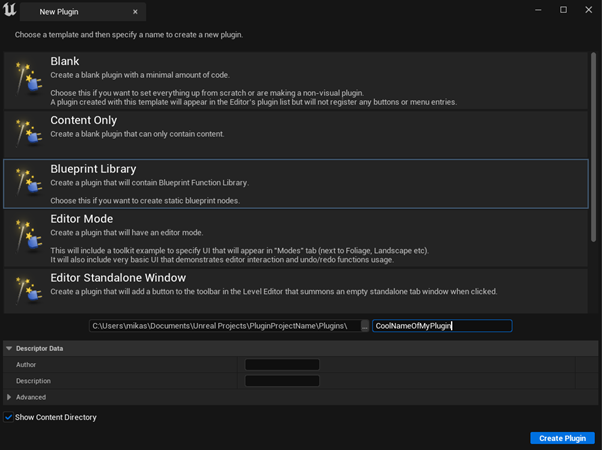 New Plugin
Choose a template and then specify a name to create a new plugin.
Blank
Create a blank plugin with a minimal amount of code.
Choose this if you want to set everything up from scratch or are making a non-visual plugin.
A plugin created with this template will appear in the Editor's plugin list but will not register any buttons or menu entries.
Content Only
Create a blank plugin that can only contain content.
Blueprint Library
Create a plugin that will contain Blueprint Function Library.
Choose this if you want to create static blueprint nodes.
Editor Mode
Create a plugin that will have an editor mode.
This will include a toolkit example to specify UI that will appear in "Modes" tab (next to Foliage, Landscape etc).
It will also include very basic UI that demonstrates editor interaction and undo/redo functions usage.
Editor Standalone Window
Create a plugin that will add a button to the toolbar in the Level Editor that summons an empty standalone tab window when clicked.
C:\Users\mikas\Documents\Unreal Projects\PluginProjectName\Plugins\ ... CoolNameOfMyPlugin
Descriptor Data
Author
Description
Advanced
Show Content Directory
Create Plugin